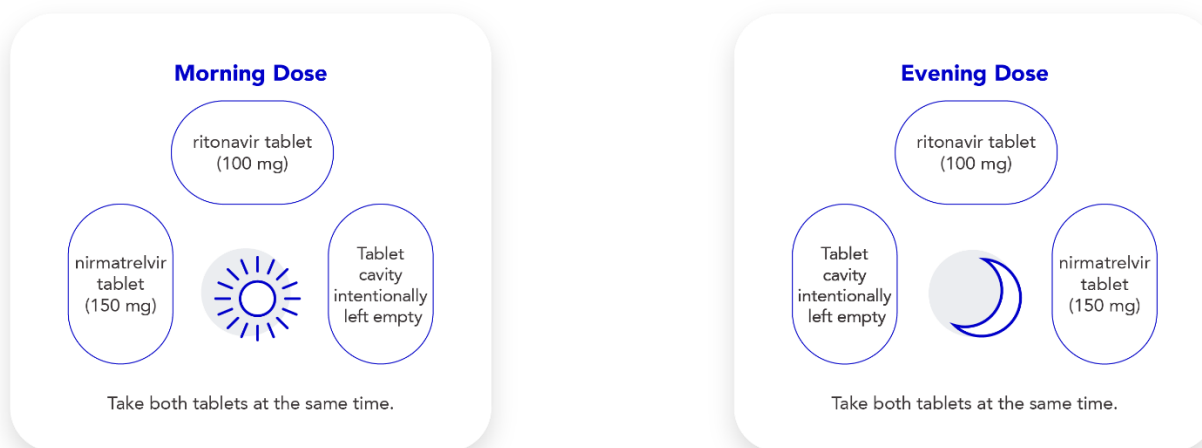 Morning Dose
ritonavir tablet
(100 mg)
nirmatrelvir
tablet
(150 mg)
Tablet
cavity
intentionally
left empty
Take both tablets at the same time.
Evening Dose
ritonavir tablet
(100 mg)
Tablet
cavity
intentionally
left empty
nirmatrelvir
tablet
(150 mg)
Take both tablets at the same time.